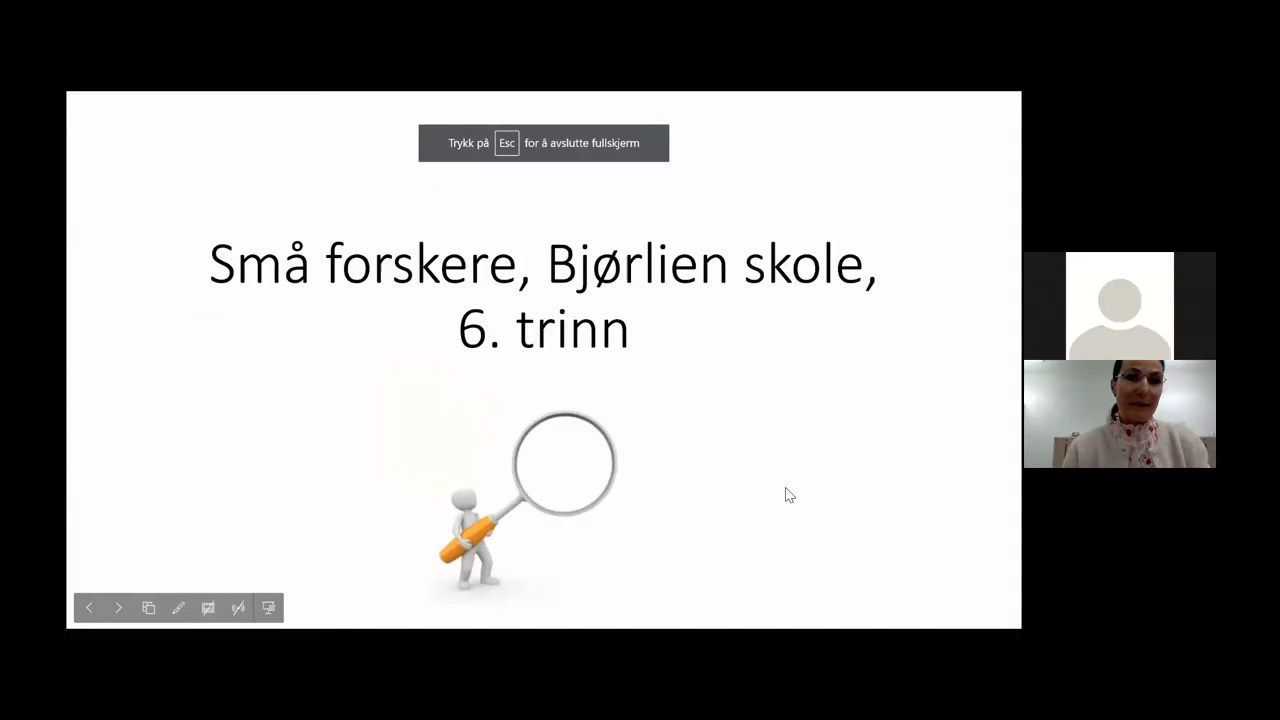 Trykk på Esc for å avslutte fullskjerm
Små forskere, Bjørlien skole,
6. trinn